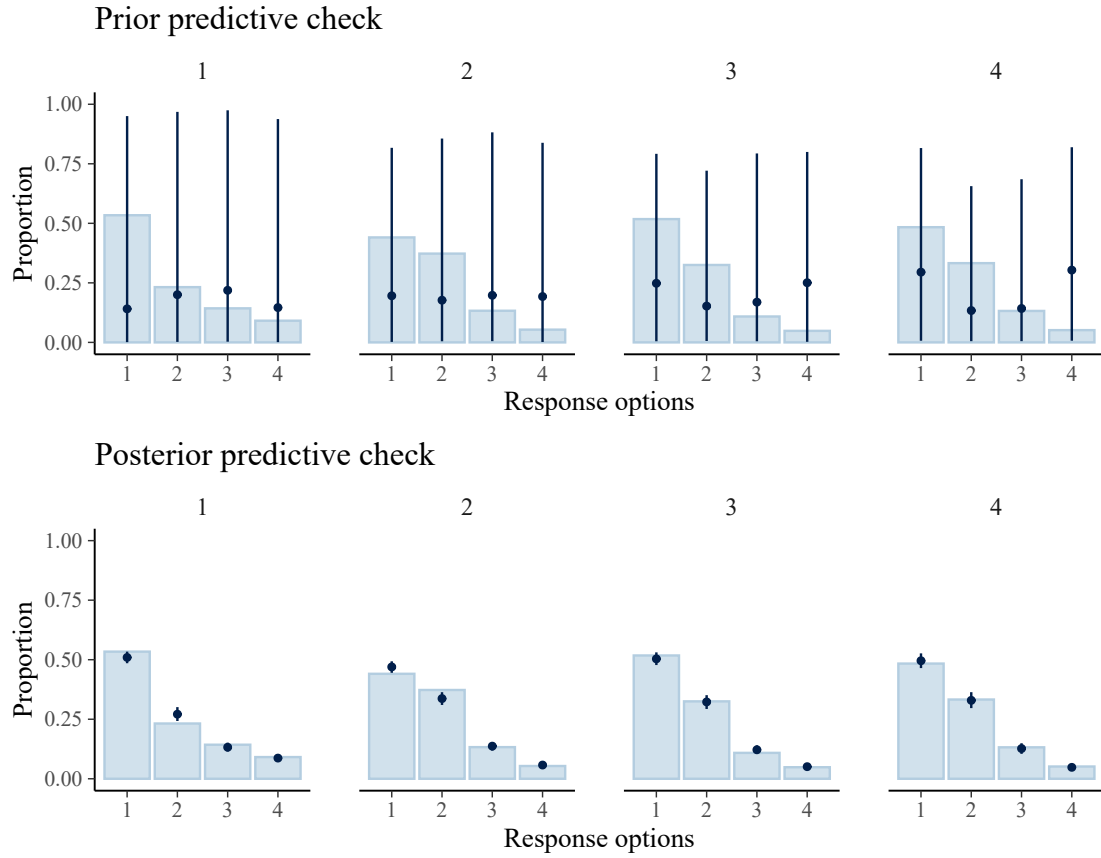 Prior predictive check
1 2 3 4
1.00
0.75
0.50
0.25
0.00
Proportion
1 2 3 4 1 2 3 4 1 2 3 4 1 2 3 4
Response options
Posterior predictive check
1 2 3 4
1.00
0.75
0.50
0.25
0.00
Proportion
1 2 3 4 1 2 3 4 1 2 3 4 1 2 3 4
Response options